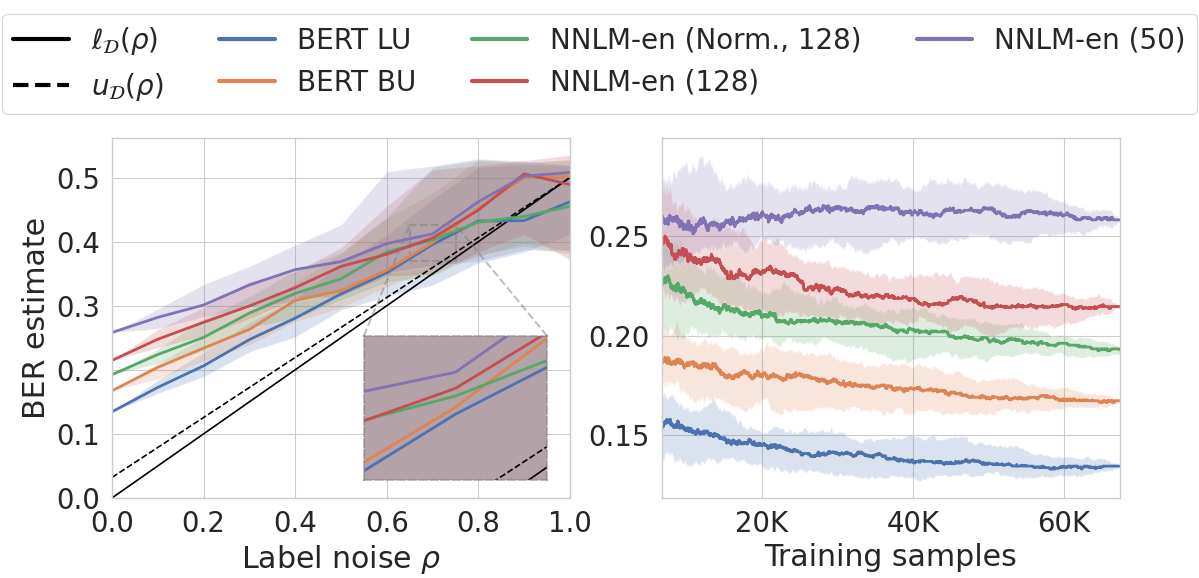 ℓ_𝒟(ρ) BERT LU NNLM-en (Norm., 128) NNLM-en (50)
u_𝒟(ρ) BERT BU NNLM-en (128)
BER estimate
0.5
0.4
0.3
0.2
0.1
0.0
0.0 0.2 0.4 0.6 0.8 1.0
Label noise ρ
0.25
0.20
0.15
20K 40K 60K
Training samples